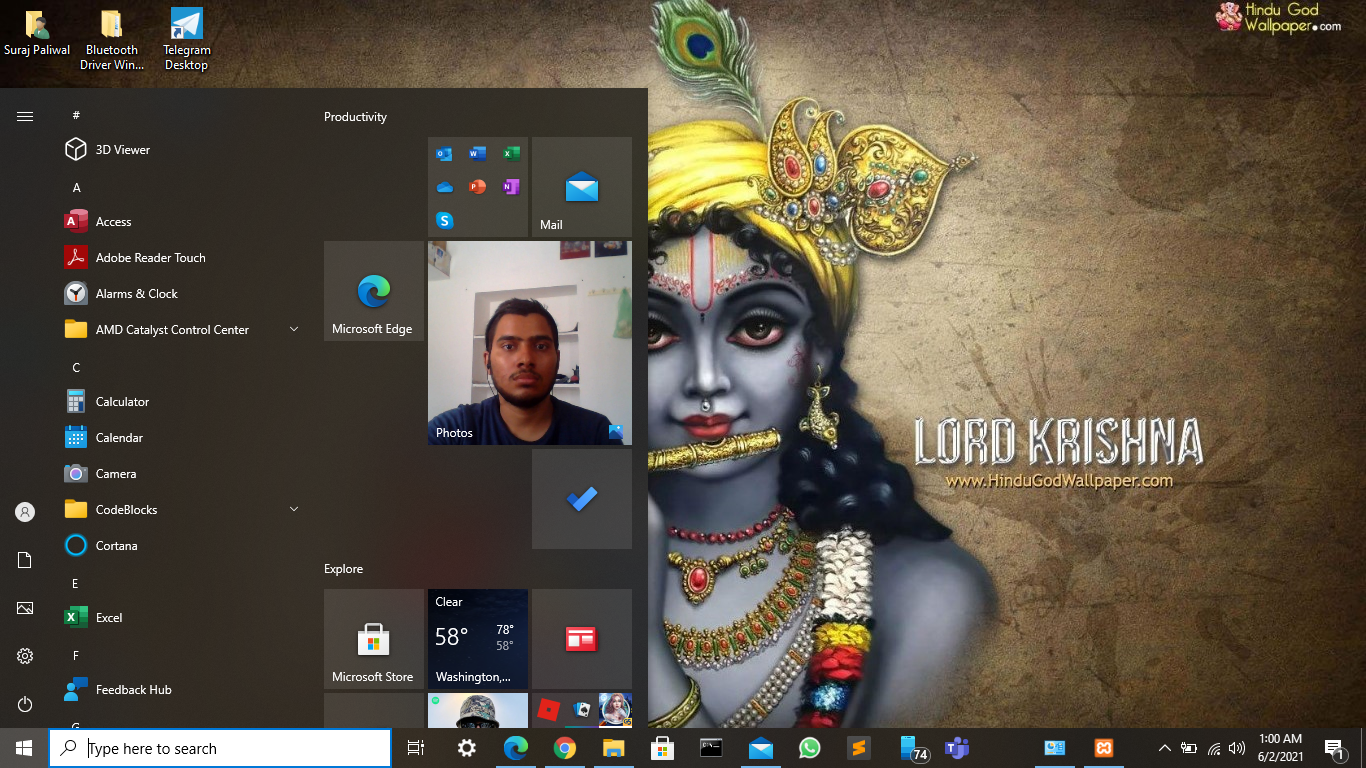 Suraj Paliwal
Bluetooth
Driver Win...
Telegram
Desktop
Hindu God
Wallpaper.com
#
3D Viewer
A
Access
Adobe Reader Touch
Alarms & Clock
AMD Catalyst Control Center
C
Calculator
Calendar
Camera
CodeBlocks
Cortana
E
Excel
F
Feedback Hub
G
Productivity
Mail
Microsoft Edge
Photos
Explore
Microsoft Store
Clear
58°
78°
58°
Washington,...
LORD KRISHNA
www.HinduGodWallpaper.com
Type here to search
74
1:00 AM
6/2/2021
1